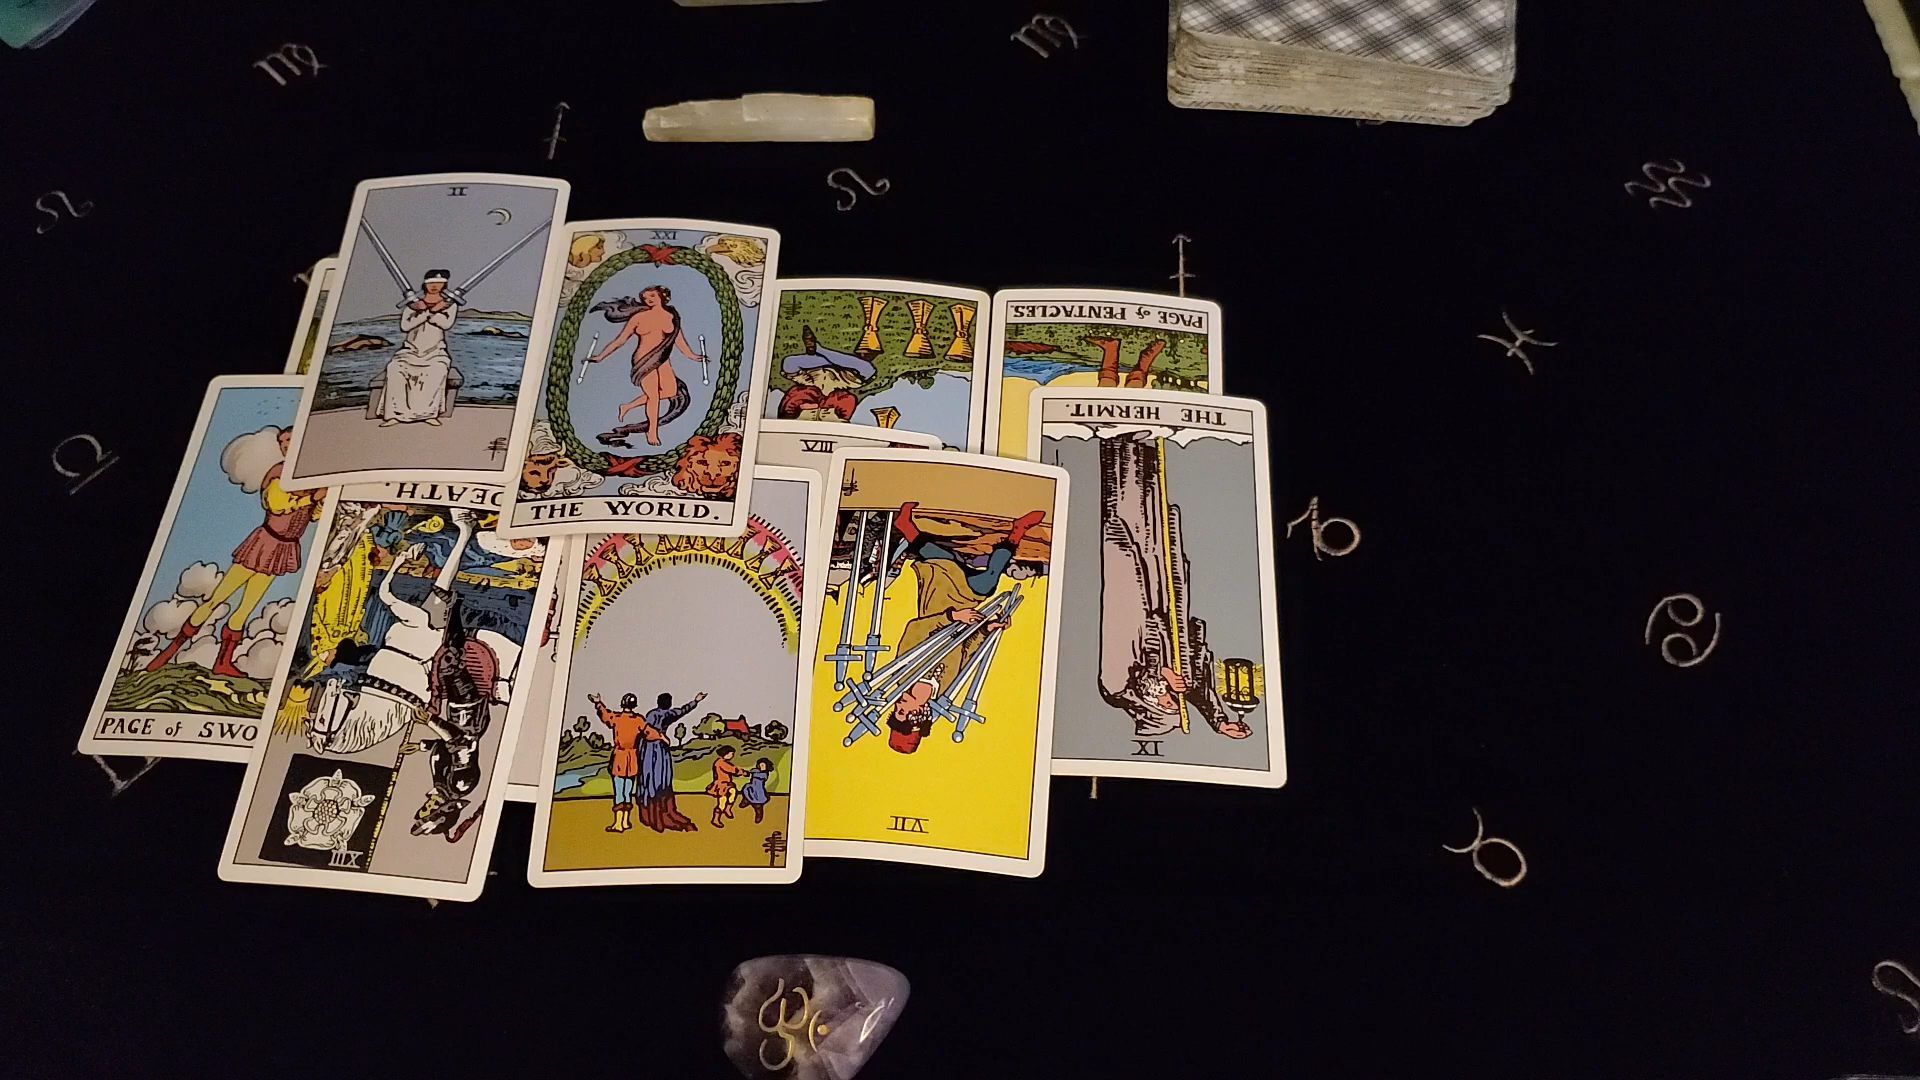 II
XXI
THE WORLD.
PAGE of PENTACLES.
THE HERMIT.
VIII
DEATH.
PAGE of SWO
IX
VII
XIII